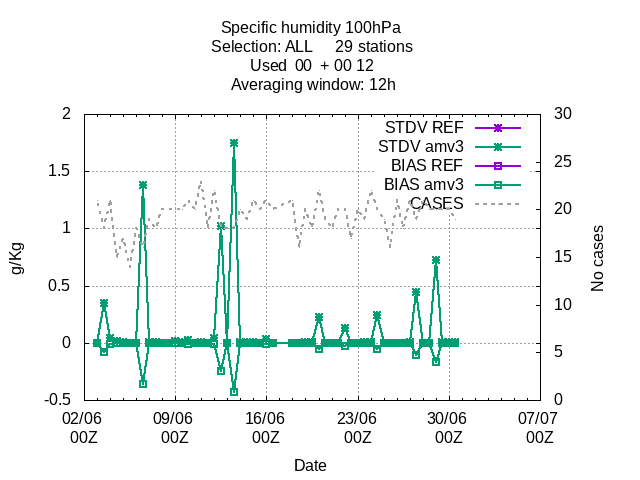 Specific humidity 100hPa
Selection: ALL     29 stations
Used  00  + 00 12
Averaging window: 12h
2
1.5
1
0.5
0
-0.5
g/Kg
30
25
20
15
10
5
0
No cases
STDV REF
STDV amv3
BIAS REF
BIAS amv3
CASES
02/06 09/06 16/06 23/06 30/06 07/07
00Z 00Z 00Z 00Z 00Z 00Z
Date